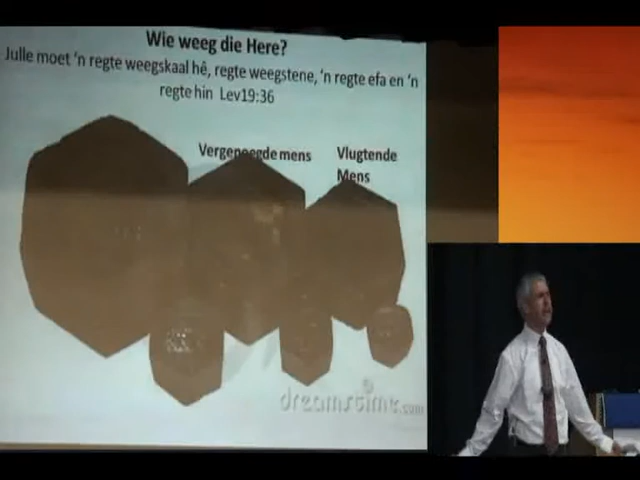 Wie weeg die Here?
Julle moet 'n regte weegskaal hê, regte weegstene, 'n regte efa en 'n
regte hin Lev19:36
Vergenoegde mens
Vlugtende
Mens
dreamstime.com